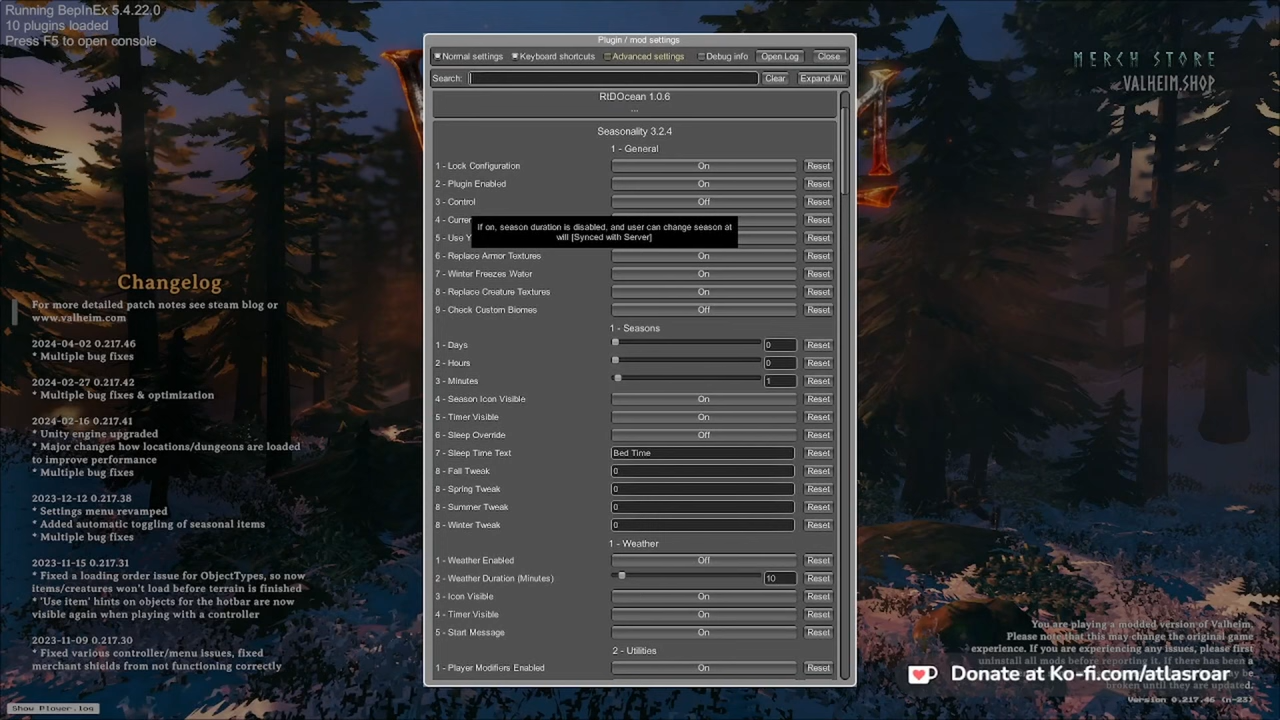 Running BepInEx 5.4.22.0
10 plugins loaded
Press F5 to open console
MERCH STORE
VALHEIM.SHOP
Changelog
For more detailed patch notes see steam blog or
www.valheim.com
2024-04-02 0.217.46
* Multiple bug fixes
2024-02-27 0.217.42
* Multiple bug fixes & optimization
2024-02-16 0.217.41
* Unity engine upgraded
* Major changes how locations/dungeons are loaded
to improve performance
* Multiple bug fixes
2023-12-12 0.217.38
* Settings menu revamped
* Added automatic toggling of seasonal items
* Multiple bug fixes
2023-11-15 0.217.31
* Fixed a loading order issue for ObjectTypes, so now
items/creatures won't load before terrain is finished
* 'Use item' hints on objects for the hotbar are now
visible again when playing with a controller
2023-11-09 0.217.30
* Fixed various controller/menu issues, fixed
merchant shields from not functioning correctly
Show Player.log
Plugin / mod settings
Normal settings Keyboard shortcuts Advanced settings Debug info Open Log Close
Search: Clear Expand All
RtDOcean 1.0.6
...
Seasonality 3.2.4
1 - General
1 - Lock Configuration On Reset
2 - Plugin Enabled On Reset
3 - Control Off Reset
4 - Curren Reset
If on, season duration is disabled, and user can change season at
will [Synced with Server]
5 - Use Y Reset
6 - Replace Armor Textures On Reset
7 - Winter Freezes Water On Reset
8 - Replace Creature Textures On Reset
9 - Check Custom Biomes Off Reset
1 - Seasons
1 - Days 0 Reset
2 - Hours 0 Reset
3 - Minutes 1 Reset
4 - Season Icon Visible On Reset
5 - Timer Visible On Reset
6 - Sleep Override Off Reset
7 - Sleep Time Text Bed Time Reset
8 - Fall Tweak 0 Reset
8 - Spring Tweak 0 Reset
8 - Summer Tweak 0 Reset
8 - Winter Tweak 0 Reset
1 - Weather
1 - Weather Enabled Off Reset
2 - Weather Duration (Minutes) 10 Reset
3 - Icon Visible On Reset
4 - Timer Visible On Reset
5 - Start Message On Reset
2 - Utilities
1 - Player Modifiers Enabled On Reset
You are playing a modded version of Valheim.
Please note that this may change the original game
experience. If you are experiencing any issues, please first
uninstall all mods before reporting it. If there has been a
may be
broken until they are updated.
Donate at Ko-fi.com/atlasroar
Version 0.217.46 (n-23)